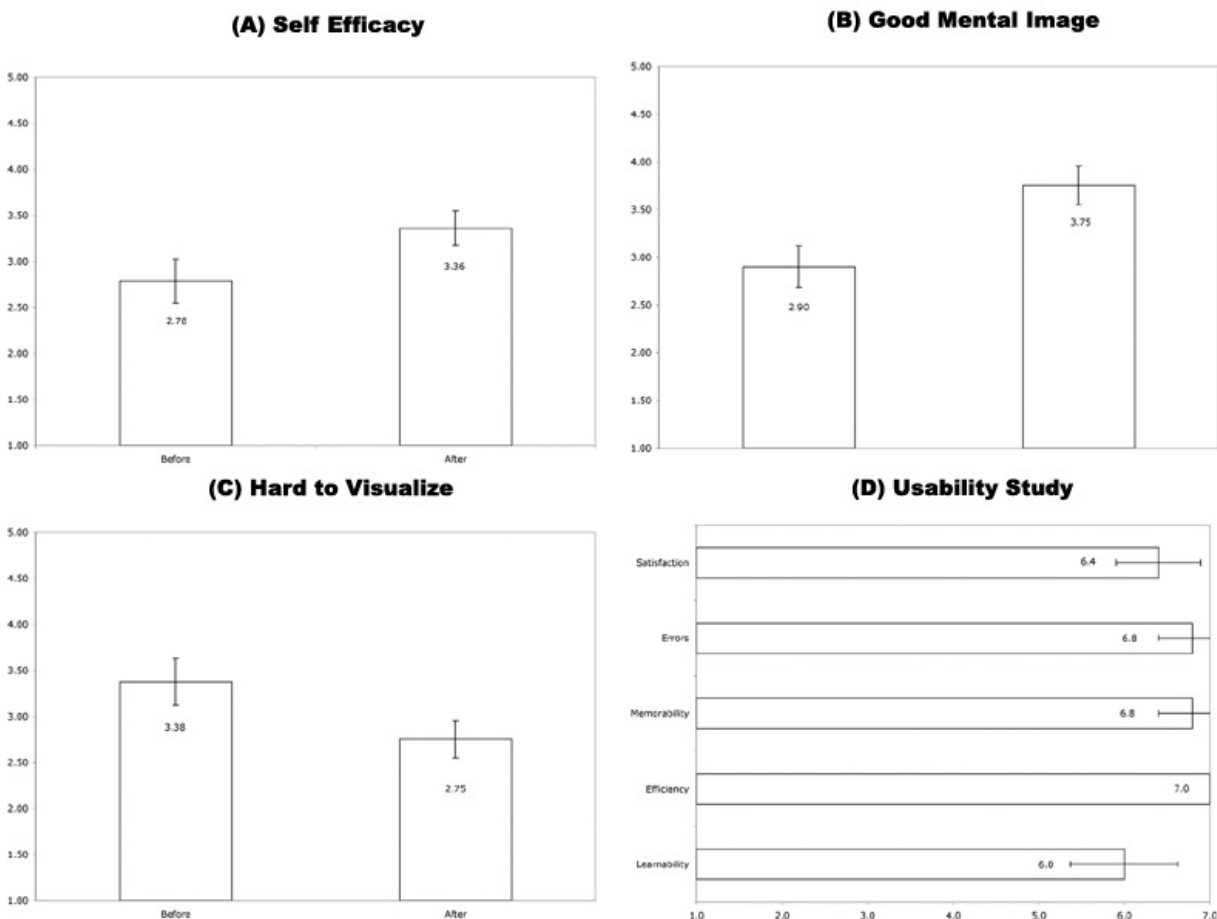 (A) Self Efficacy
5.00
4.50
4.00
3.50
3.00
2.50
2.00
1.50
1.00
2.78
3.36
Before
After
(B) Good Mental Image
5.00
4.50
4.00
3.50
3.00
2.50
2.00
1.50
1.00
2.90
3.75
(C) Hard to Visualize
5.00
4.50
4.00
3.50
3.00
2.50
2.00
1.50
1.00
3.38
2.75
Before
After
(D) Usability Study
Satisfaction
6.4
Errors
6.8
Memorability
6.8
Efficiency
7.0
Learnability
6.0
1.0 2.0 3.0 4.0 5.0 6.0 7.0